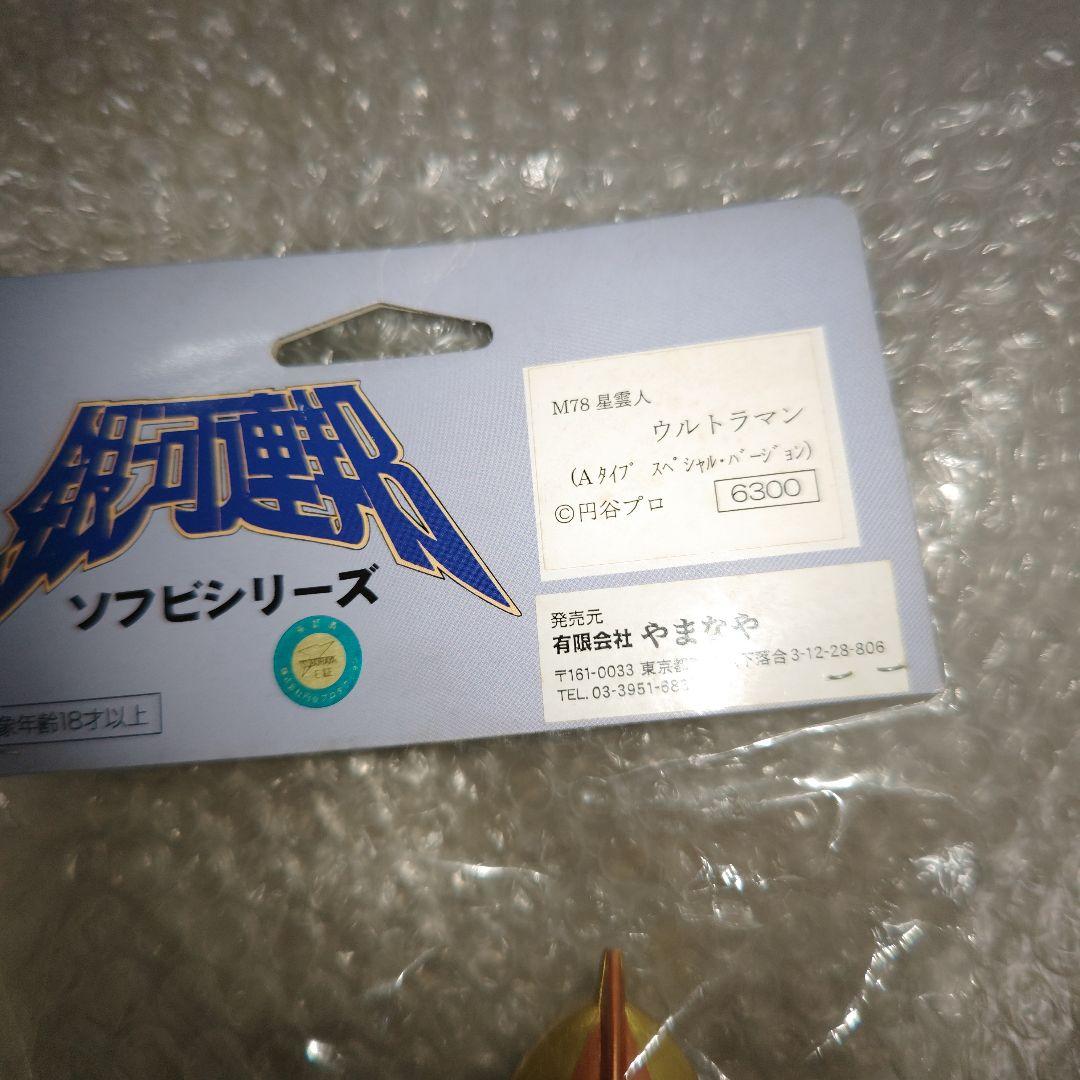 銀河連邦
ソフビシリーズ
象年齢18才以上
M78 星雲人
ウルトラマン
(Aタイプ スペシャル・バージョン)
©円谷プロ
6300
発売元
有限会社 やまなや
〒161-0033 東京都 下落合3-12-28-806
TEL. 03-3951-68